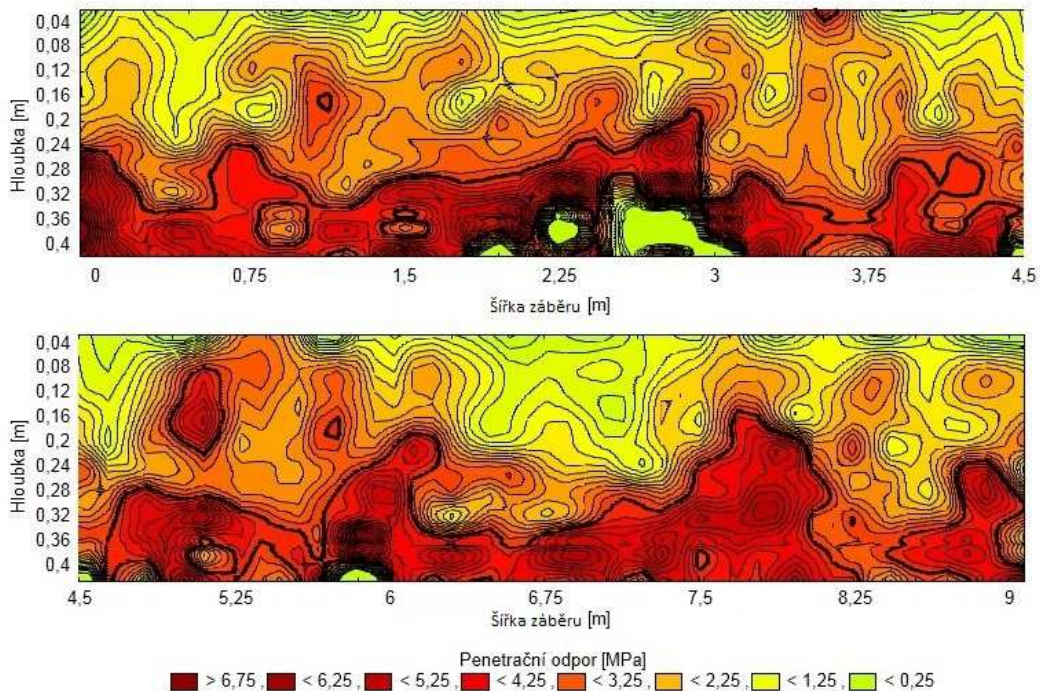 0,04
0,08
0,12
0,16
0,2
0,24
0,28
0,32
0,36
0,4
Hloubka [m]
0 0,75 1,5 2,25 3 3,75 4,5
Šířka záběru [m]
0,04
0,08
0,12
0,16
0,2
0,24
0,28
0,32
0,36
0,4
Hloubka [m]
4,5 5,25 6 6,75 7,5 8,25 9
Šířka záběru [m]
Penetrační odpor [MPa]
> 6,75 , < 6,25 , < 5,25 , < 4,25 , < 3,25 , < 2,25 , < 1,25 , < 0,25